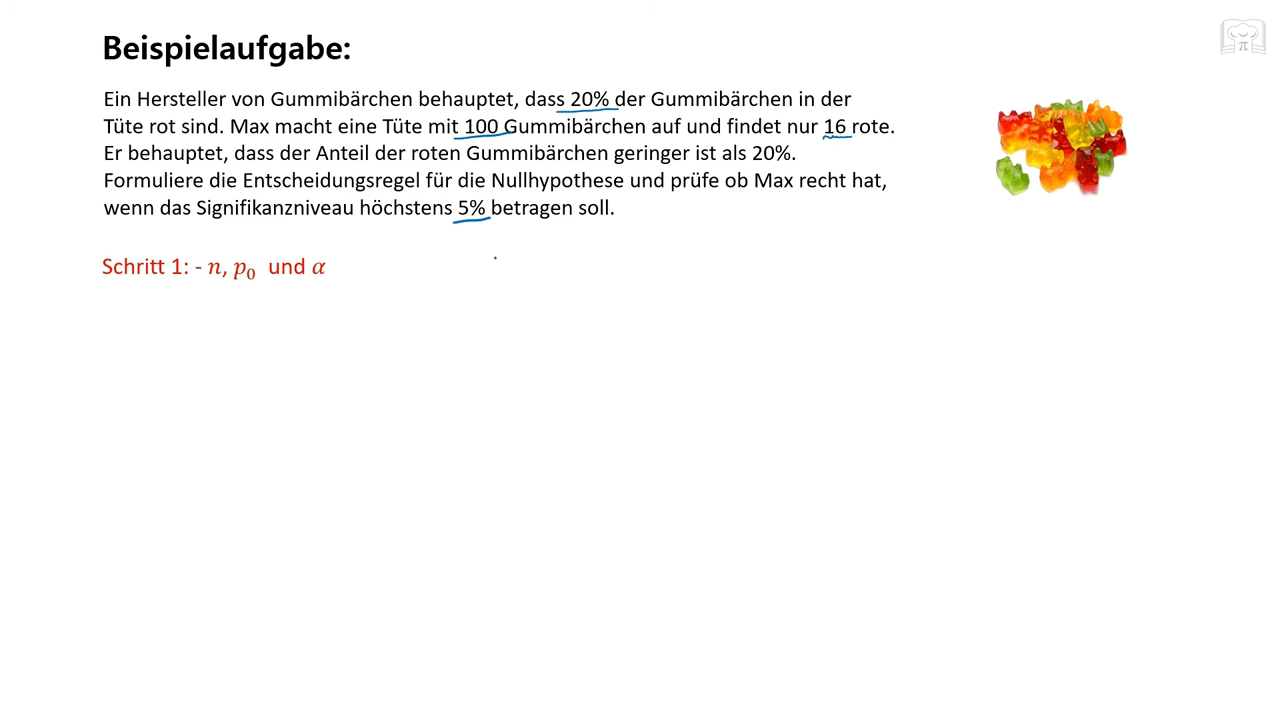 Beispielaufgabe:
Ein Hersteller von Gummibärchen behauptet, dass 20% der Gummibärchen in der
Tüte rot sind. Max macht eine Tüte mit 100 Gummibärchen auf und findet nur 16 rote.
Er behauptet, dass der Anteil der roten Gummibärchen geringer ist als 20%.
Formuliere die Entscheidungsregel für die Nullhypothese und prüfe ob Max recht hat,
wenn das Signifikanzniveau höchstens 5% betragen soll.
Schritt 1: - n, p₀ und α
π